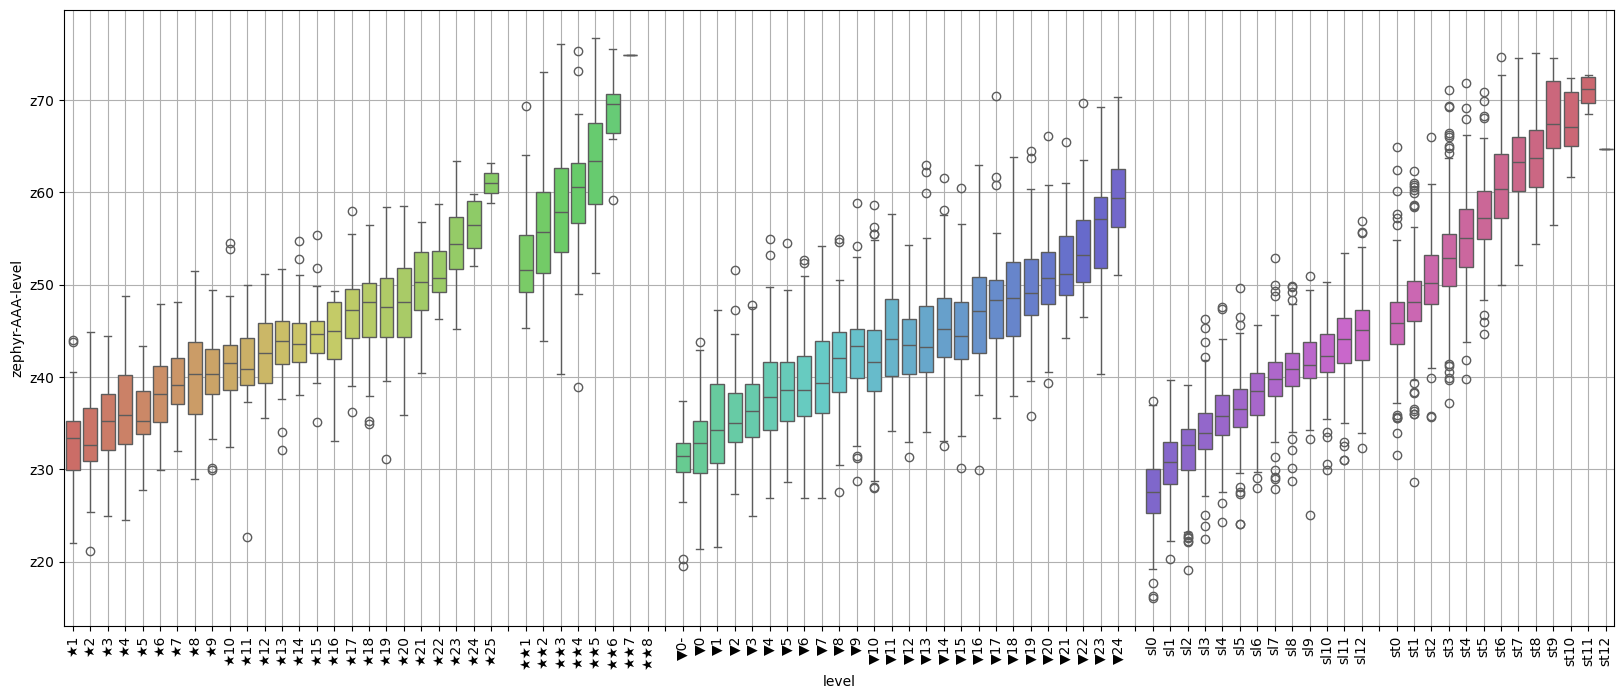 zephyr-AAA-level
z70
z60
z50
z40
z30
z20
★1 ★2 ★3 ★4 ★5 ★6 ★7 ★8 ★9 ★10 ★11 ★12 ★13 ★14 ★15 ★16 ★17 ★18 ★19 ★20 ★21 ★22 ★23 ★24 ★25 ★★1 ★★2 ★★3 ★★4 ★★5 ★★6 ★★7 ★★8 ▼0- ▼0 ▼1 ▼2 ▼3 ▼4 ▼5 ▼6 ▼7 ▼8 ▼9 ▼10 ▼11 ▼12 ▼13 ▼14 ▼15 ▼16 ▼17 ▼18 ▼19 ▼20 ▼21 ▼22 ▼23 ▼24 sl0 sl1 sl2 sl3 sl4 sl5 sl6 sl7 sl8 sl9 sl10 sl11 sl12 st0 st1 st2 st3 st4 st5 st6 st7 st8 st9 st10 st11 st12
level